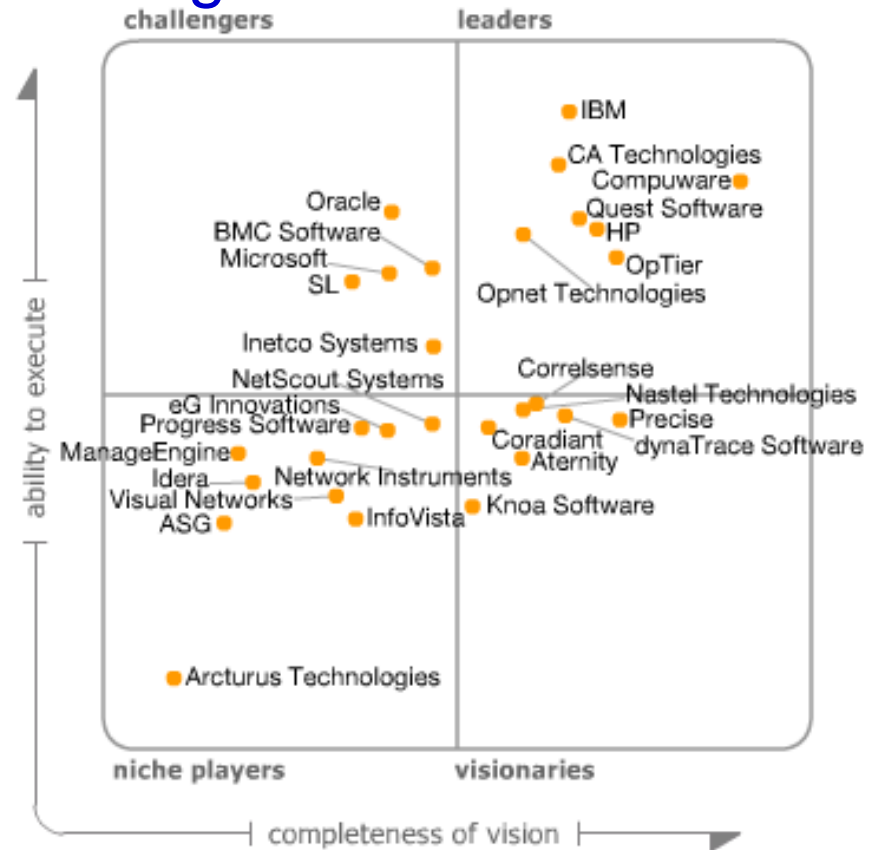 challengers
leaders
IBM
CA Technologies
Compuware
Oracle
Quest Software
BMC Software
HP
Microsoft
OpTier
SL
Opnet Technologies
Inetco Systems
Correlsense
NetScout Systems
Nastel Technologies
eG Innovations
Progress Software
Precise
Coradiant
dynaTrace Software
ManageEngine
Aternity
Idera
Network Instruments
Visual Networks
Knoa Software
InfoVista
ASG
Arcturus Technologies
niche players
visionaries
ability to execute
completeness of vision